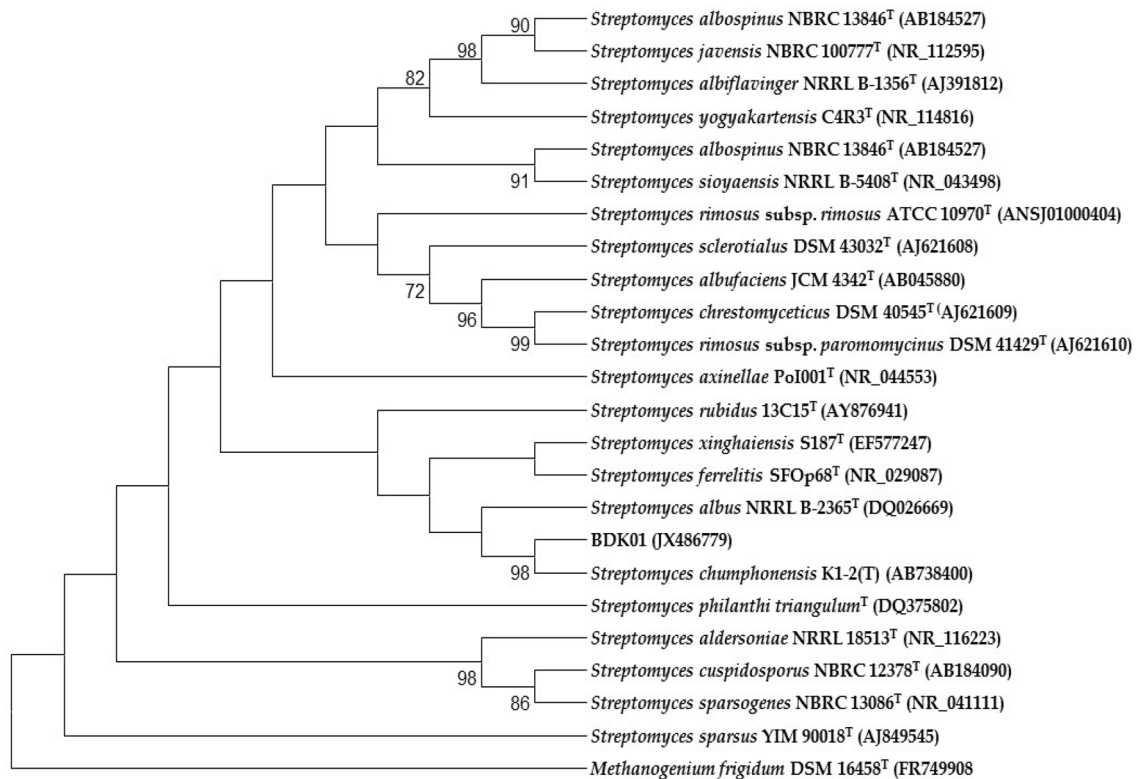 90
Streptomyces albospinus NBRC 13846ᵀ (AB184527)
98
Streptomyces javensis NBRC 100777ᵀ (NR_112595)
82
Streptomyces albiflavinger NRRL B-1356ᵀ (AJ391812)
Streptomyces yogyakartensis C4R3ᵀ (NR_114816)
Streptomyces albospinus NBRC 13846ᵀ (AB184527)
91
Streptomyces sioyaensis NRRL B-5408ᵀ (NR_043498)
Streptomyces rimosus subsp. rimosus ATCC 10970ᵀ (ANSJ01000404)
Streptomyces sclerotialus DSM 43032ᵀ (AJ621608)
72
Streptomyces albufaciens JCM 4342ᵀ (AB045880)
96
Streptomyces chrestomyceticus DSM 40545ᵀ⁽AJ621609)
99
Streptomyces rimosus subsp. paromomycinus DSM 41429ᵀ (AJ621610)
Streptomyces axinellae PoI001ᵀ (NR_044553)
Streptomyces rubidus 13C15ᵀ (AY876941)
Streptomyces xinghaiensis S187ᵀ (EF577247)
Streptomyces ferrelitis SFOp68ᵀ (NR_029087)
Streptomyces albus NRRL B-2365ᵀ (DQ026669)
BDK01 (JX486779)
98
Streptomyces chumphonensis K1-2(T) (AB738400)
Streptomyces philanthi triangulumᵀ (DQ375802)
Streptomyces aldersoniae NRRL 18513ᵀ (NR_116223)
98
Streptomyces cuspidosporus NBRC 12378ᵀ (AB184090)
86
Streptomyces sparsogenes NBRC 13086ᵀ (NR_041111)
Streptomyces sparsus YIM 90018ᵀ (AJ849545)
Methanogenium frigidum DSM 16458ᵀ (FR749908